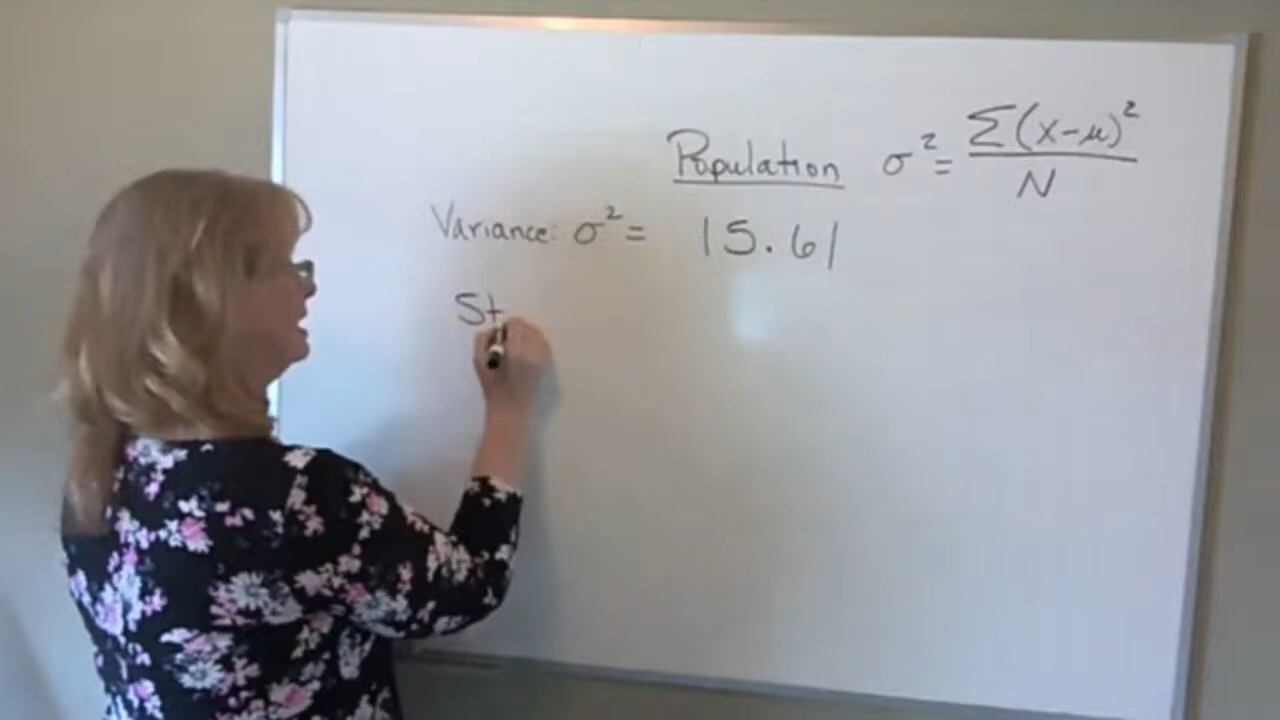 Population σ² = Σ(x-μ)² / N
Variance: σ² = 15.61
St